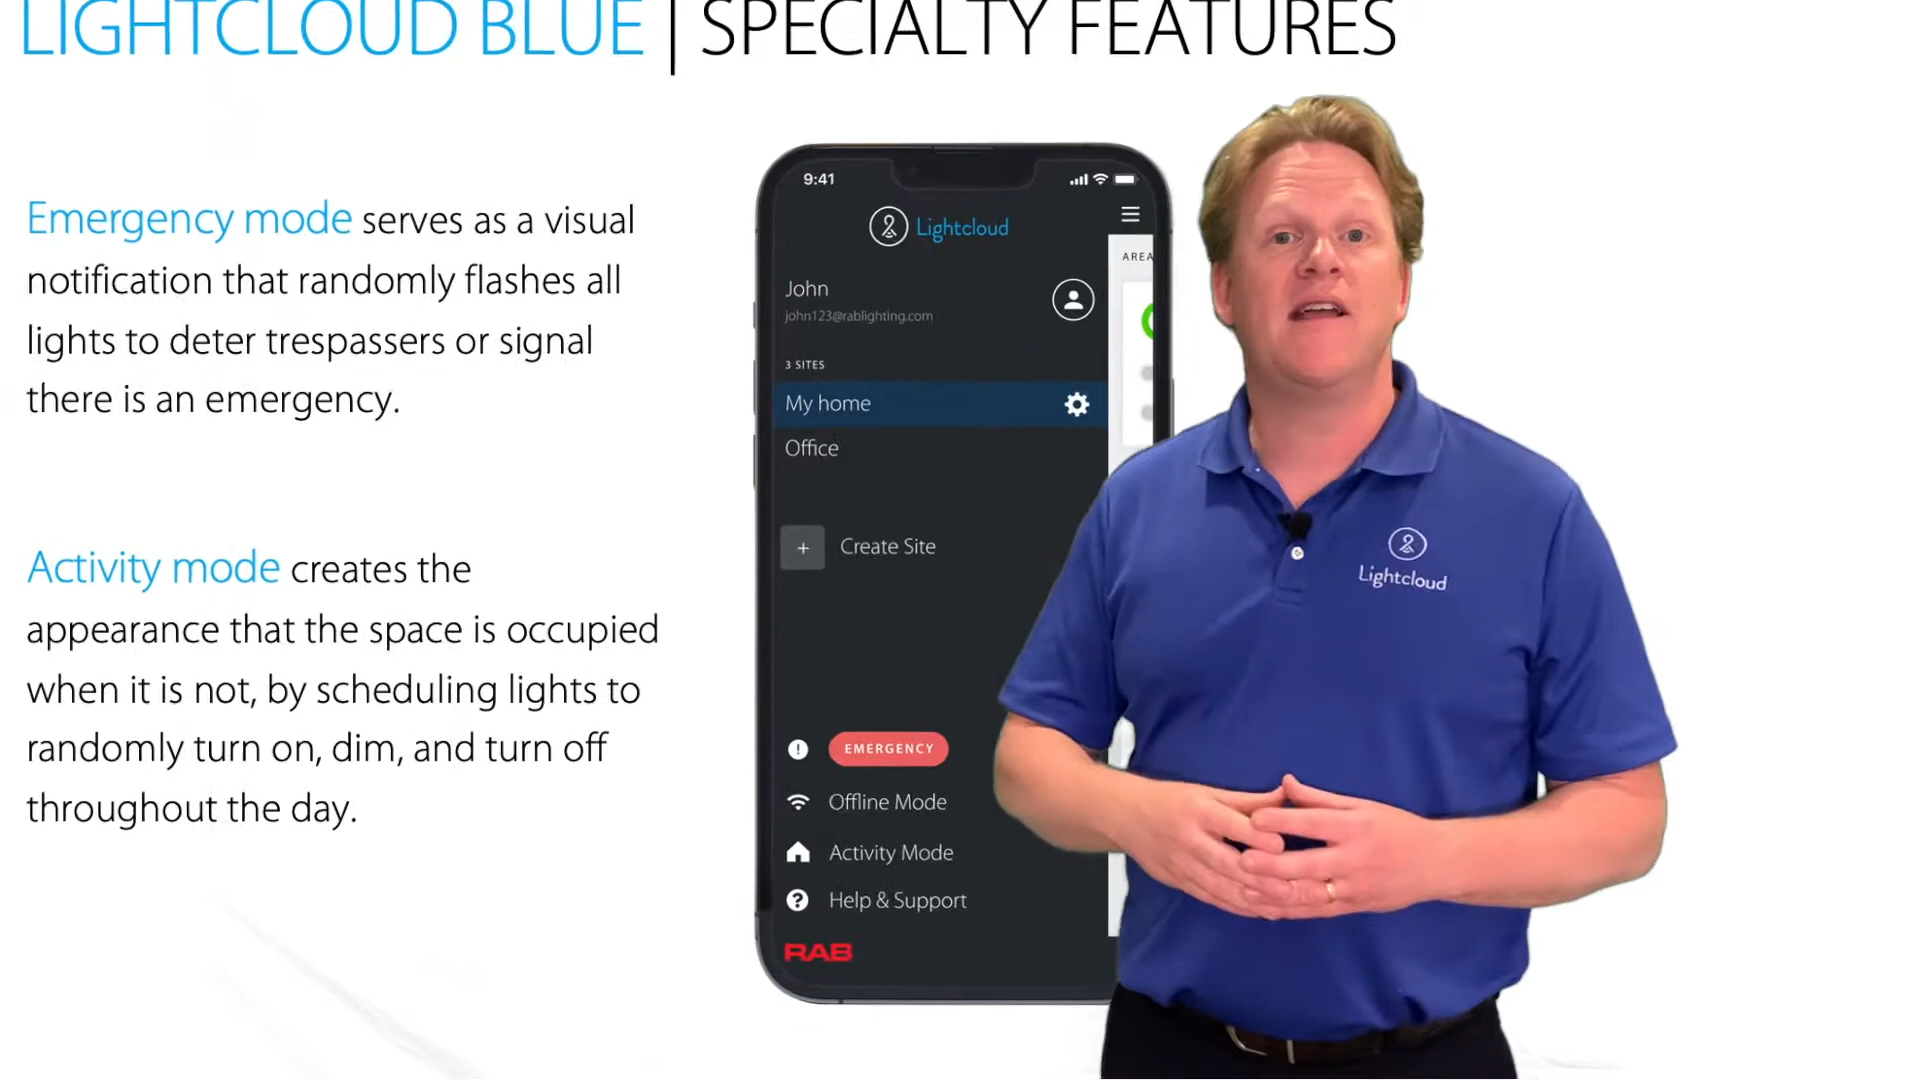 LIGHTCLOUD BLUE | SPECIALTY FEATURES
Emergency mode serves as a visual
notification that randomly flashes all
lights to deter trespassers or signal
there is an emergency.
Activity mode creates the
appearance that the space is occupied
when it is not, by scheduling lights to
randomly turn on, dim, and turn off
throughout the day.
9:41
Lightcloud
AREA
John
john123@rablighting.com
3 SITES
My home
Office
+ Create Site
EMERGENCY
Offline Mode
Activity Mode
Help & Support
RAB
Lightcloud